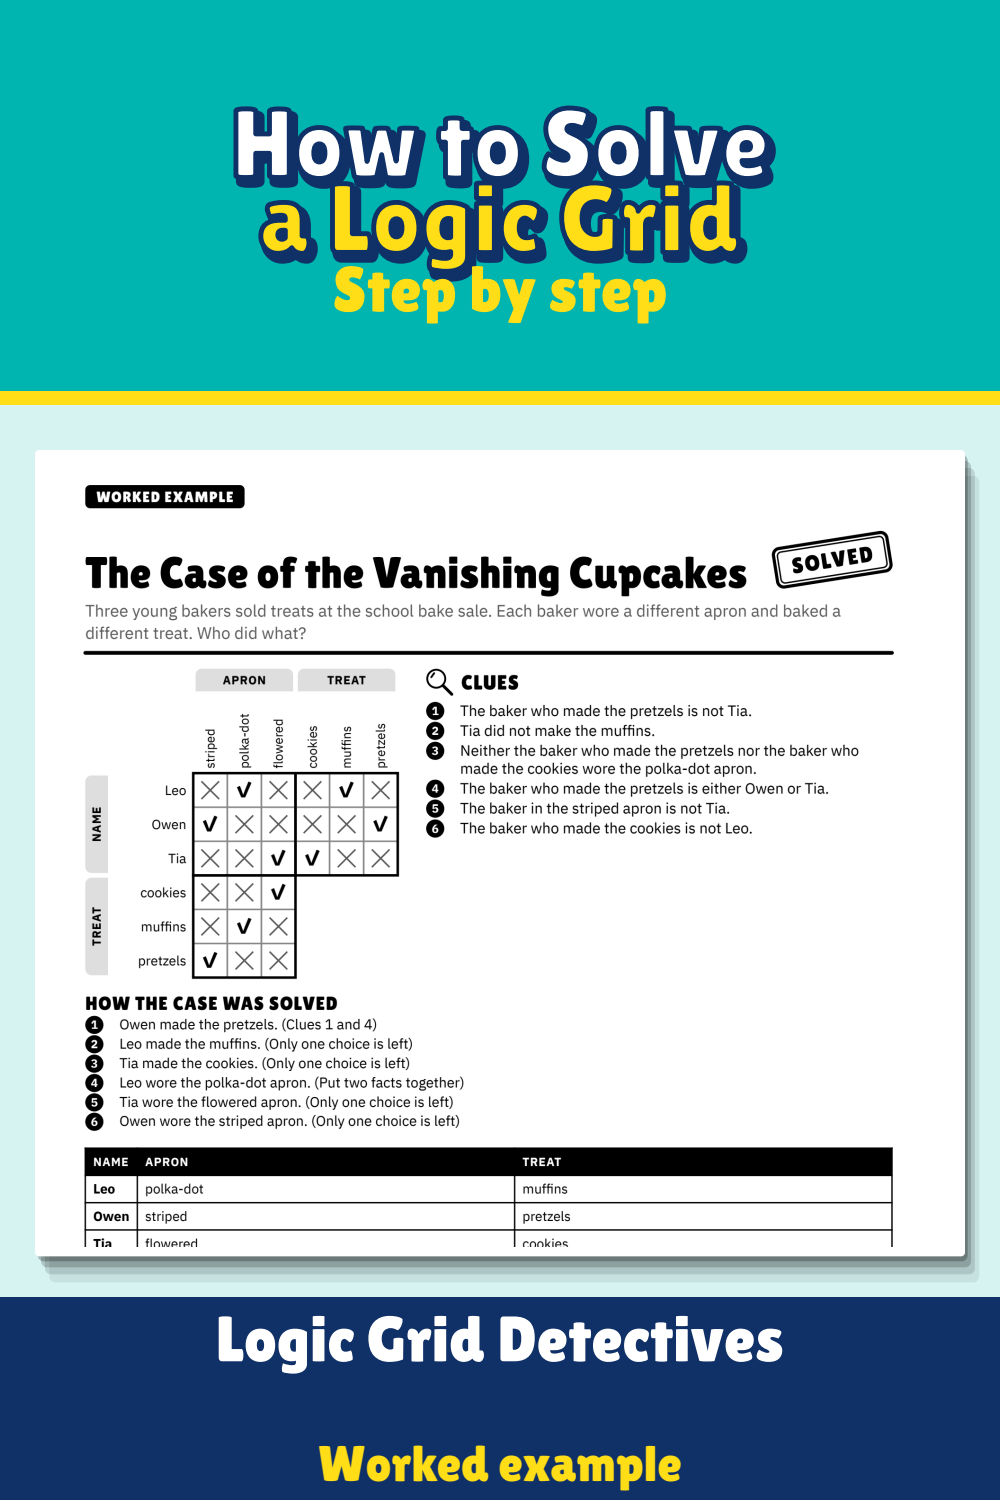 How to Solve
a Logic Grid
Step by step
WORKED EXAMPLE
The Case of the Vanishing Cupcakes
SOLVED
Three young bakers sold treats at the school bake sale. Each baker wore a different apron and baked a
different treat. Who did what?
APRON TREAT
striped polka-dot flowered cookies muffins pretzels
NAME
Leo
Owen
Tia
TREAT
cookies
muffins
pretzels
CLUES
1 The baker who made the pretzels is not Tia.
2 Tia did not make the muffins.
3 Neither the baker who made the pretzels nor the baker who
made the cookies wore the polka-dot apron.
4 The baker who made the pretzels is either Owen or Tia.
5 The baker in the striped apron is not Tia.
6 The baker who made the cookies is not Leo.
HOW THE CASE WAS SOLVED
1 Owen made the pretzels. (Clues 1 and 4)
2 Leo made the muffins. (Only one choice is left)
3 Tia made the cookies. (Only one choice is left)
4 Leo wore the polka-dot apron. (Put two facts together)
5 Tia wore the flowered apron. (Only one choice is left)
6 Owen wore the striped apron. (Only one choice is left)
NAME APRON TREAT
Leo polka-dot muffins
Owen striped pretzels
Tia flowered cookies
Logic Grid Detectives
Worked example